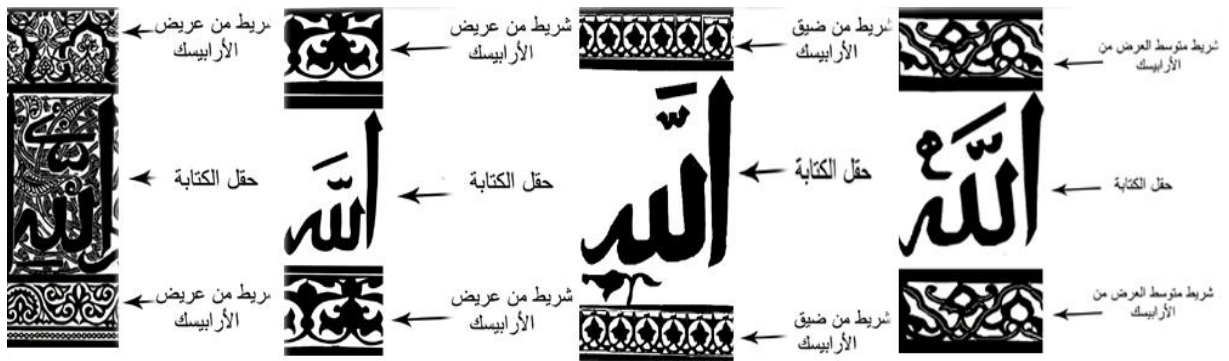 شريط متوسط العرض من
الأرابيسك
الله
حقل الكتابة
شريط متوسط العرض من
الأرابيسك
شريط من ضيق
الأرابيسك
الله
حقل الكتابة
شريط من ضيق
الأرابيسك
شريط من عريض
الأرابيسك
الله
حقل الكتابة
شريط من عريض
الأرابيسك
شريط من عريض
الأرابيسك
الله
حقل الكتابة
شريط من عريض
الأرابيسك